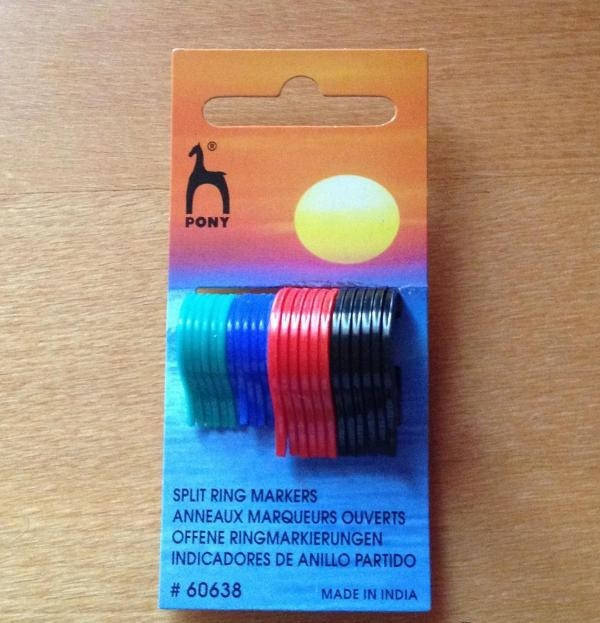 ®
PONY
SPLIT RING MARKERS
ANNEAUX MARQUEURS OUVERTS
OFFENE RINGMARKIERUNGEN
INDICADORES DE ANILLO PARTIDO
# 60638 MADE IN INDIA